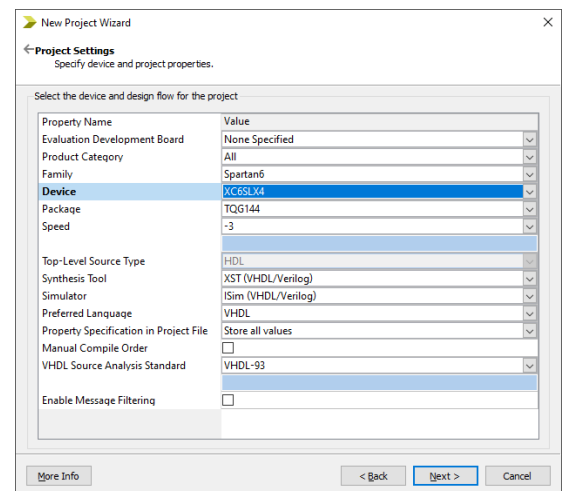 New Project Wizard
Project Settings
Specify device and project properties.
Select the device and design flow for the project
Property Name Value
Evaluation Development Board None Specified
Product Category All
Family Spartan6
Device XC6SLX4
Package TQG144
Speed -3
Top-Level Source Type HDL
Synthesis Tool XST (VHDL/Verilog)
Simulator ISim (VHDL/Verilog)
Preferred Language VHDL
Property Specification in Project File Store all values
Manual Compile Order
VHDL Source Analysis Standard VHDL-93
Enable Message Filtering
More Info < Back Next > Cancel